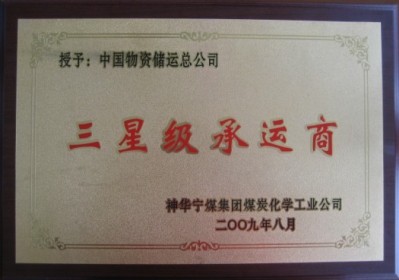 授予：中国物资储运总公司
三星级承运商
神华宁煤集团煤炭化学工业公司
二〇〇九年八月